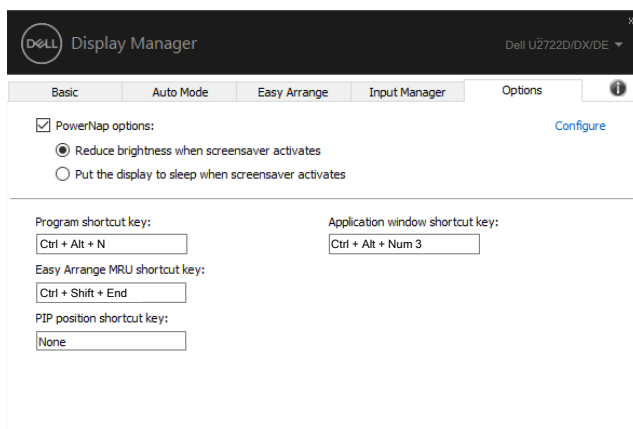 DELL Display Manager
Dell U2722D/DX/DE
Basic Auto Mode Easy Arrange Input Manager Options
PowerNap options: Configure
Reduce brightness when screensaver activates
Put the display to sleep when screensaver activates
Program shortcut key: Application window shortcut key:
Ctrl + Alt + N Ctrl + Alt + Num 3
Easy Arrange MRU shortcut key:
Ctrl + Shift + End
PIP position shortcut key:
None